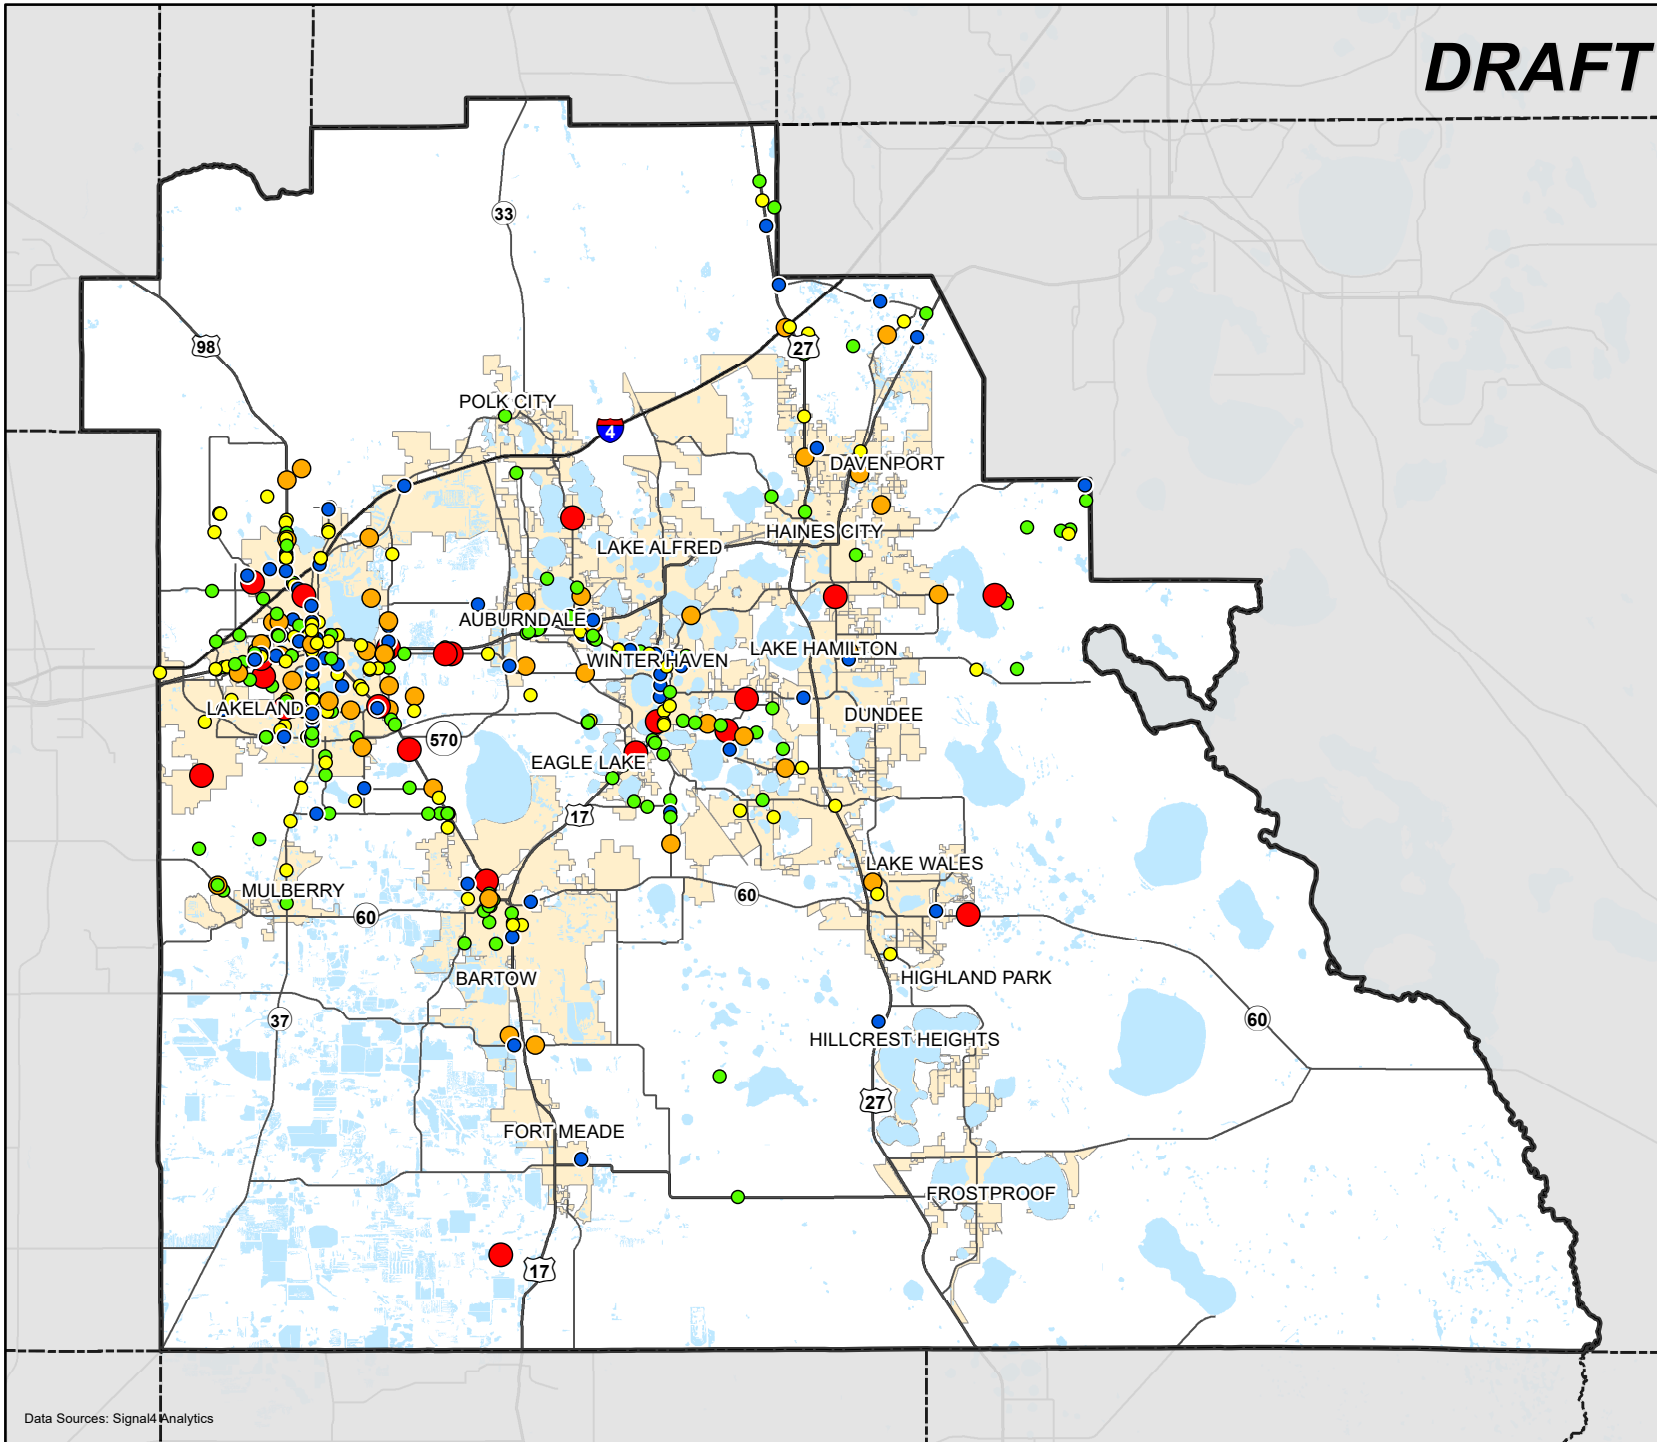 DRAFT
33
98
27
POLK CITY
4
DAVENPORT
HAINES CITY
LAKE ALFRED
AUBURNDALE
LAKE HAMILTON
WINTER HAVEN
LAKELAND
DUNDEE
570
EAGLE LAKE
17
LAKE WALES
MULBERRY
60
60
BARTOW
HIGHLAND PARK
37
60
HILLCREST HEIGHTS
27
FORT MEADE
FROSTPROOF
17
Data Sources: Signal4 Analytics